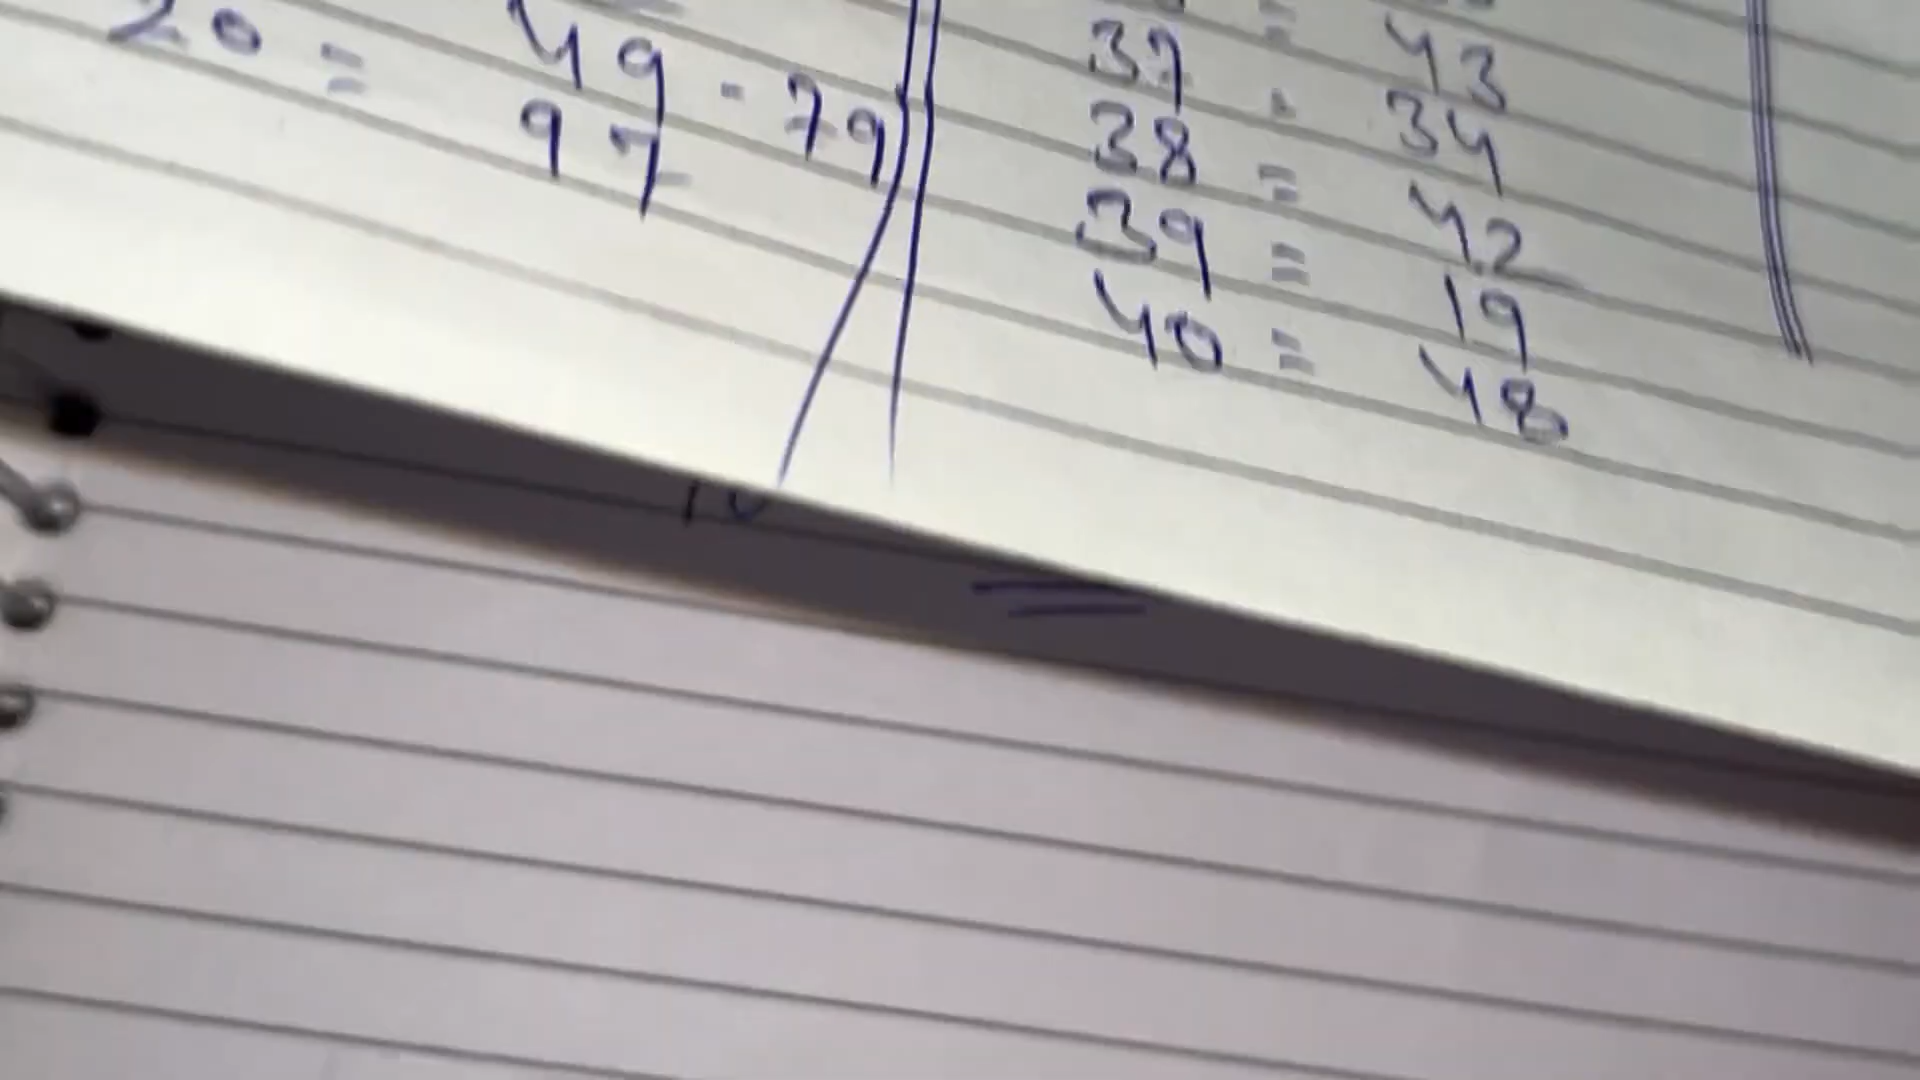 49 - 79
20 = 97
= 43
37 = 34
38 = 42
39 = 19
40 = 48